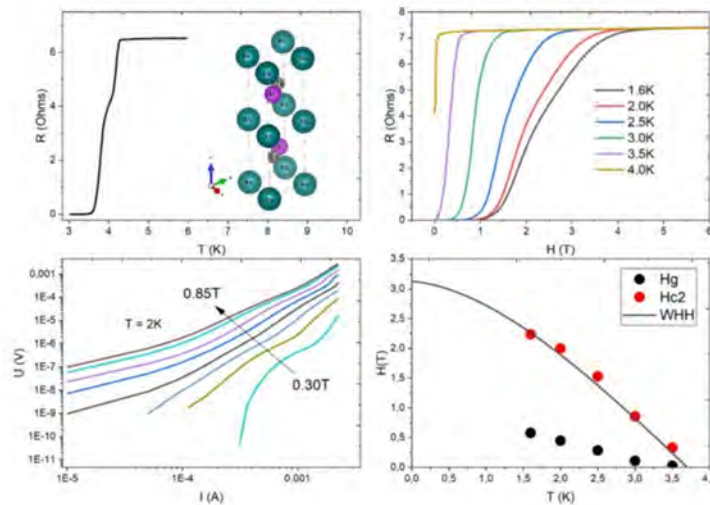 R (Ohms)
6
4
2
0
3 4 5 6 7 8 9 10
T (K)
R (Ohms)
8
7
6
5
4
3
2
1
0
1.6K
2.0K
2.5K
3.0K
3.5K
4.0K
0 1 2 3 4 5 6
H (T)
U (V)
0,001
1E-4
1E-5
1E-6
1E-7
1E-8
1E-9
1E-10
1E-11
0.85T
T = 2K
0.30T
1E-5 1E-4 0.001
I (A)
H(T)
3,5
3,0
2,5
2,0
1,5
1,0
0,5
0,0
Hg
Hc2
WHH
0,0 0,5 1,0 1,5 2,0 2,5 3,0 3,5
T (K)